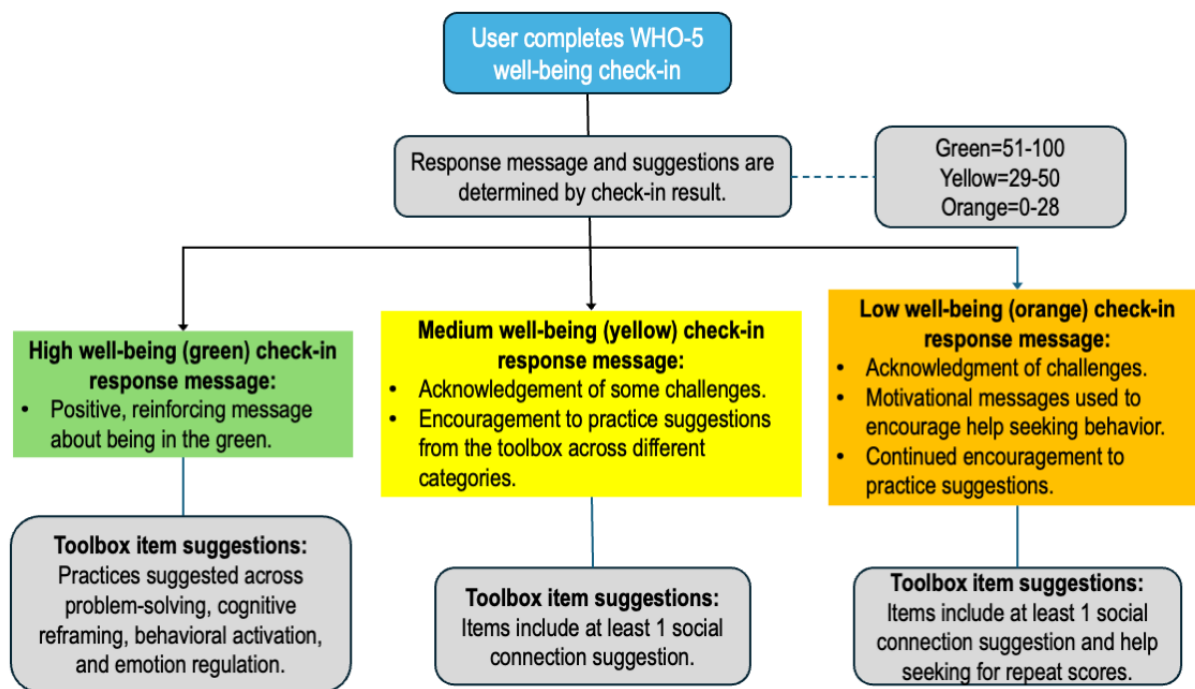 User completes WHO-5
well-being check-in
Response message and suggestions are
determined by check-in result.
Green=51-100
Yellow=29-50
Orange=0-28
High well-being (green) check-in
response message:
• Positive, reinforcing message
about being in the green.
Medium well-being (yellow) check-in
response message:
• Acknowledgement of some challenges.
• Encouragement to practice suggestions
from the toolbox across different
categories.
Low well-being (orange) check-in
response message:
• Acknowledgment of challenges.
• Motivational messages used to
encourage help seeking behavior.
• Continued encouragement to
practice suggestions.
Toolbox item suggestions:
Practices suggested across
problem-solving, cognitive
reframing, behavioral activation,
and emotion regulation.
Toolbox item suggestions:
Items include at least 1 social
connection suggestion.
Toolbox item suggestions:
Items include at least 1 social
connection suggestion and help
seeking for repeat scores.